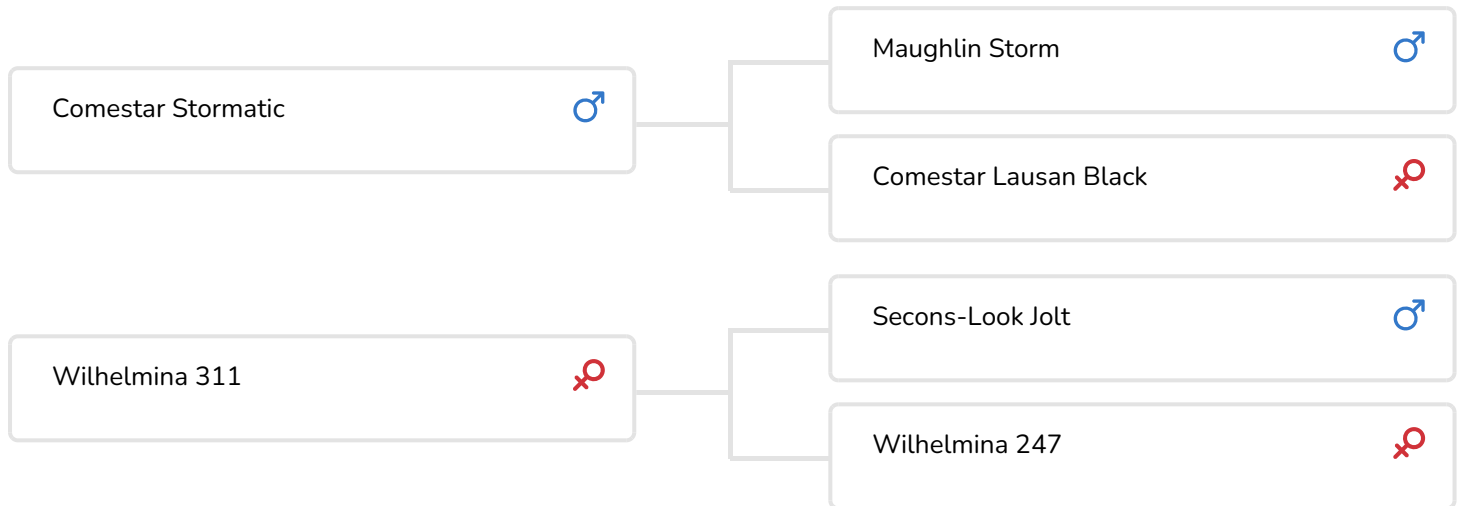 Comestar Stormatic
Maughlin Storm
Comestar Lausan Black
Wilhelmina 311
Secons-Look Jolt
Wilhelmina 247